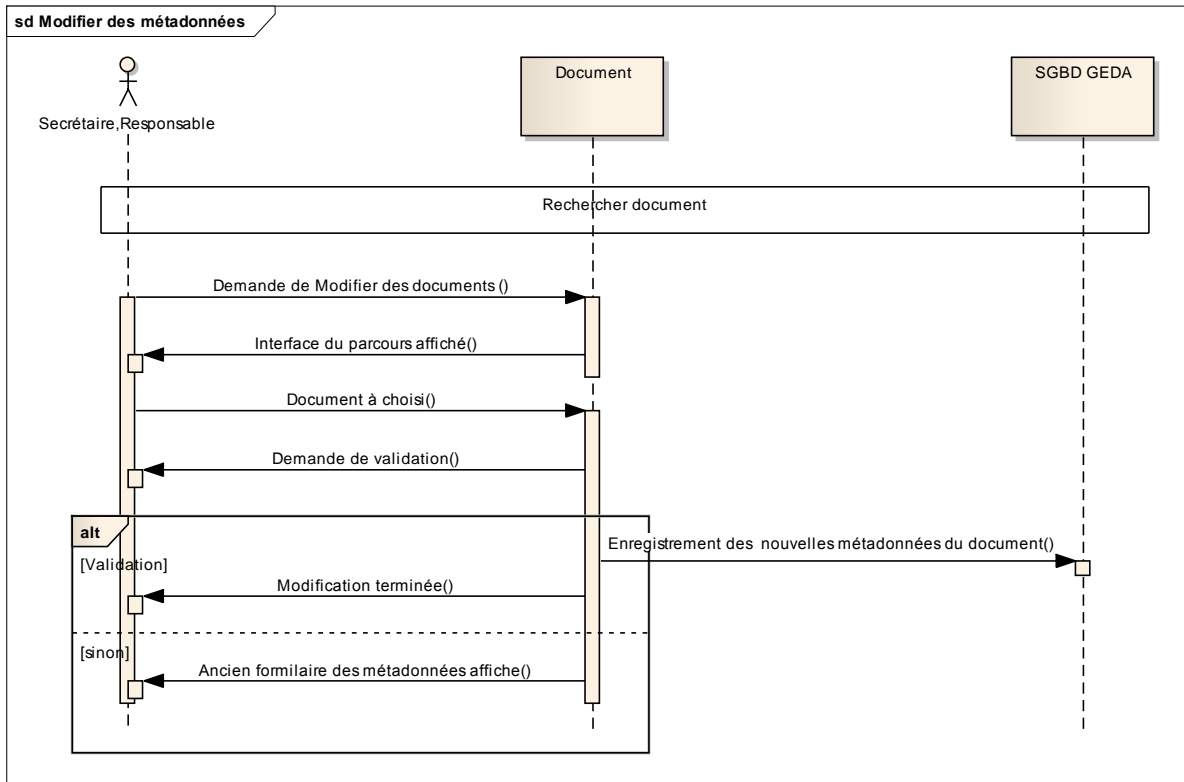 sd Modifier des métadonnées
Secrétaire,Responsable
Document
SGBD GEDA
Rechercher document
Demande de Modifier des documents ()
Interface du parcours affiché()
Document à choisi()
Demande de validation()
alt
Enregistrement des nouvelles métadonnées du document()
[Validation]
Modification terminée()
[sinon]
Ancien formilaire des métadonnées affiche()